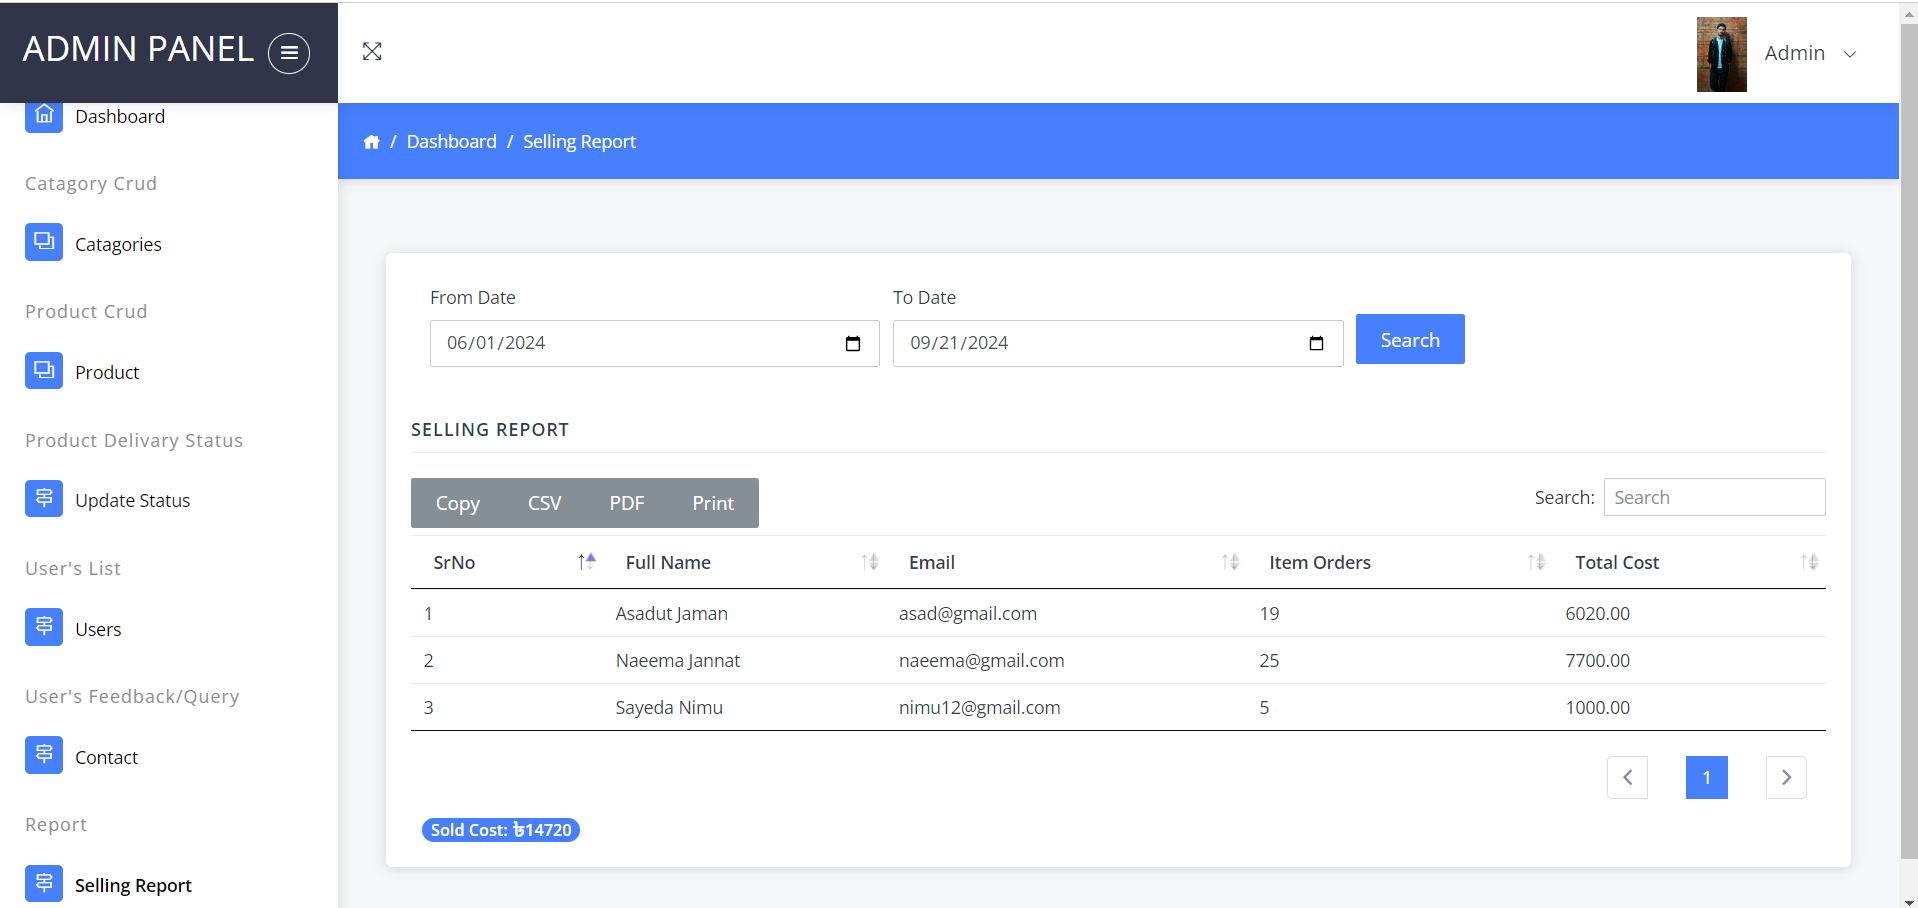 ADMIN PANEL
Admin
Dashboard
Catagory Crud
Catagories
Product Crud
Product
Product Delivary Status
Update Status
User's List
Users
User's Feedback/Query
Contact
Report
Selling Report
/ Dashboard / Selling Report
From Date To Date
06/01/2024 09/21/2024 Search
SELLING REPORT
Copy CSV PDF Print Search: Search
SrNo Full Name Email Item Orders Total Cost
1 Asadut Jaman asad@gmail.com 19 6020.00
2 Naeema Jannat naeema@gmail.com 25 7700.00
3 Sayeda Nimu nimu12@gmail.com 5 1000.00
1
Sold Cost: ৳14720